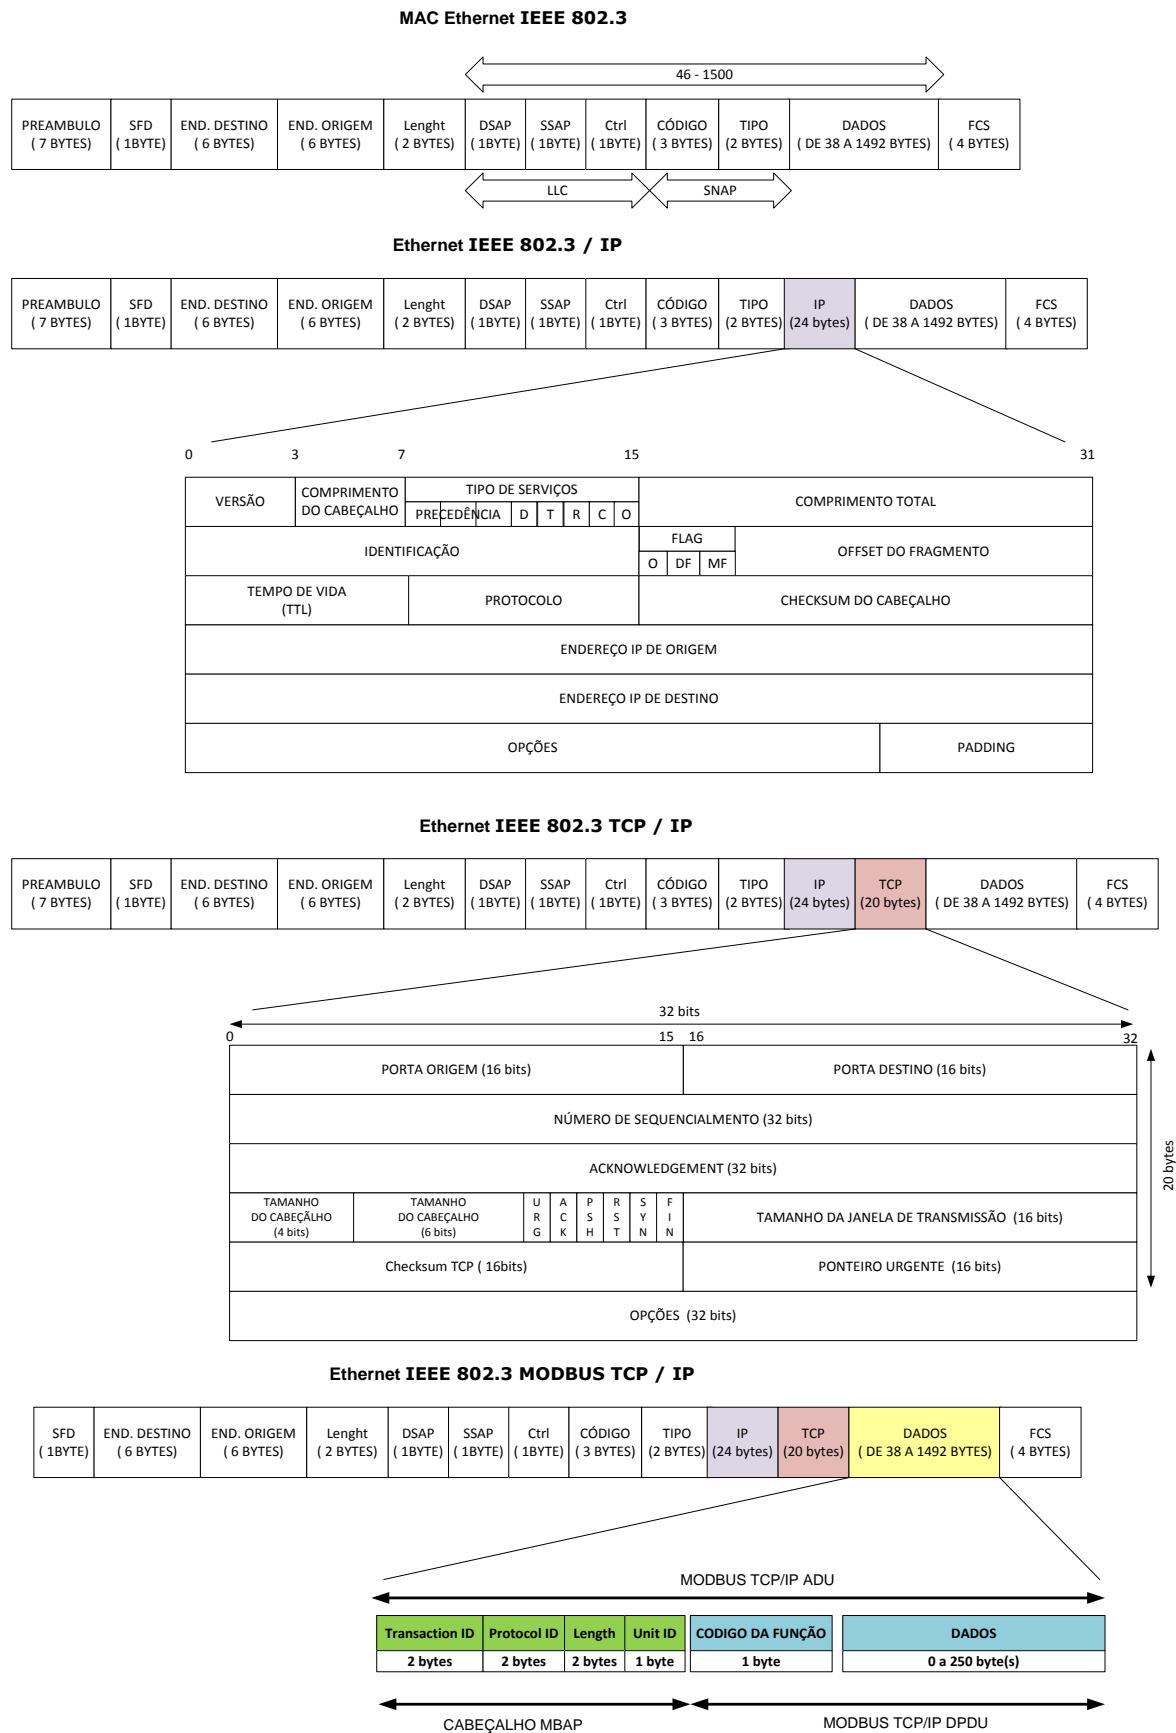 MAC Ethernet IEEE 802.3
46 - 1500
PREAMBULO SFD END. DESTINO END. ORIGEM Lenght DSAP SSAP Ctrl CÓDIGO TIPO DADOS FCS
( 7 BYTES) ( 1BYTE) ( 6 BYTES) ( 6 BYTES) ( 2 BYTES) (1BYTE) (1BYTE) (1BYTE) ( 3 BYTES) (2 BYTES) ( DE 38 A 1492 BYTES) ( 4 BYTES)
LLC SNAP
Ethernet IEEE 802.3 / IP
PREAMBULO SFD END. DESTINO END. ORIGEM Lenght DSAP SSAP Ctrl CÓDIGO TIPO IP DADOS FCS
( 7 BYTES) ( 1BYTE) ( 6 BYTES) ( 6 BYTES) ( 2 BYTES) (1BYTE) (1BYTE) (1BYTE) ( 3 BYTES) (2 BYTES) (24 bytes) ( DE 38 A 1492 BYTES) ( 4 BYTES)
0 3 7 15 31
VERSÃO
COMPRIMENTO
DO CABEÇALHO
TIPO DE SERVIÇOS
PRECEDÊNCIA D T R C O
COMPRIMENTO TOTAL
IDENTIFICAÇÃO
FLAG
O DF MF
OFFSET DO FRAGMENTO
TEMPO DE VIDA
(TTL)
PROTOCOLO
CHECKSUM DO CABEÇALHO
ENDEREÇO IP DE ORIGEM
ENDEREÇO IP DE DESTINO
OPÇÕES PADDING
Ethernet IEEE 802.3 TCP / IP
PREAMBULO SFD END. DESTINO END. ORIGEM Lenght DSAP SSAP Ctrl CÓDIGO TIPO IP TCP DADOS FCS
( 7 BYTES) ( 1BYTE) ( 6 BYTES) ( 6 BYTES) ( 2 BYTES) (1BYTE) (1BYTE) (1BYTE) ( 3 BYTES) (2 BYTES) (24 bytes) (20 bytes) ( DE 38 A 1492 BYTES) ( 4 BYTES)
32 bits
0 15 16 32
PORTA ORIGEM (16 bits) PORTA DESTINO (16 bits)
NÚMERO DE SEQUENCIALMENTO (32 bits)
ACKNOWLEDGEMENT (32 bits)
20 bytes
TAMANHO
DO CABEÇÃLHO
(4 bits)
TAMANHO
DO CABEÇALHO
(6 bits)
URG ACK PSH RST SYN FIN
TAMANHO DA JANELA DE TRANSMISSÃO (16 bits)
Checksum TCP ( 16bits) PONTEIRO URGENTE (16 bits)
OPÇÕES (32 bits)
Ethernet IEEE 802.3 MODBUS TCP / IP
SFD END. DESTINO END. ORIGEM Lenght DSAP SSAP Ctrl CÓDIGO TIPO IP TCP DADOS FCS
( 1BYTE) ( 6 BYTES) ( 6 BYTES) ( 2 BYTES) (1BYTE) (1BYTE) (1BYTE) ( 3 BYTES) (2 BYTES) (24 bytes) (20 bytes) ( DE 38 A 1492 BYTES) ( 4 BYTES)
MODBUS TCP/IP ADU
Transaction ID Protocol ID Length Unit ID CODIGO DA FUNÇÃO DADOS
2 bytes 2 bytes 2 bytes 1 byte 1 byte 0 a 250 byte(s)
CABEÇALHO MBAP MODBUS TCP/IP DPDU